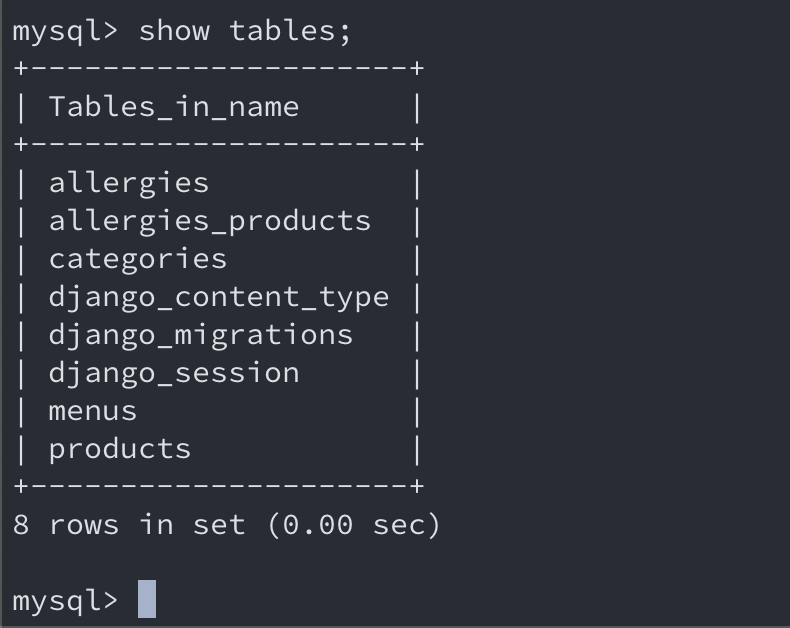 mysql> show tables;
+---------------------+
| Tables_in_name      |
+---------------------+
| allergies           |
| allergies_products  |
| categories          |
| django_content_type |
| django_migrations   |
| django_session      |
| menus               |
| products            |
+---------------------+
8 rows in set (0.00 sec)
mysql>